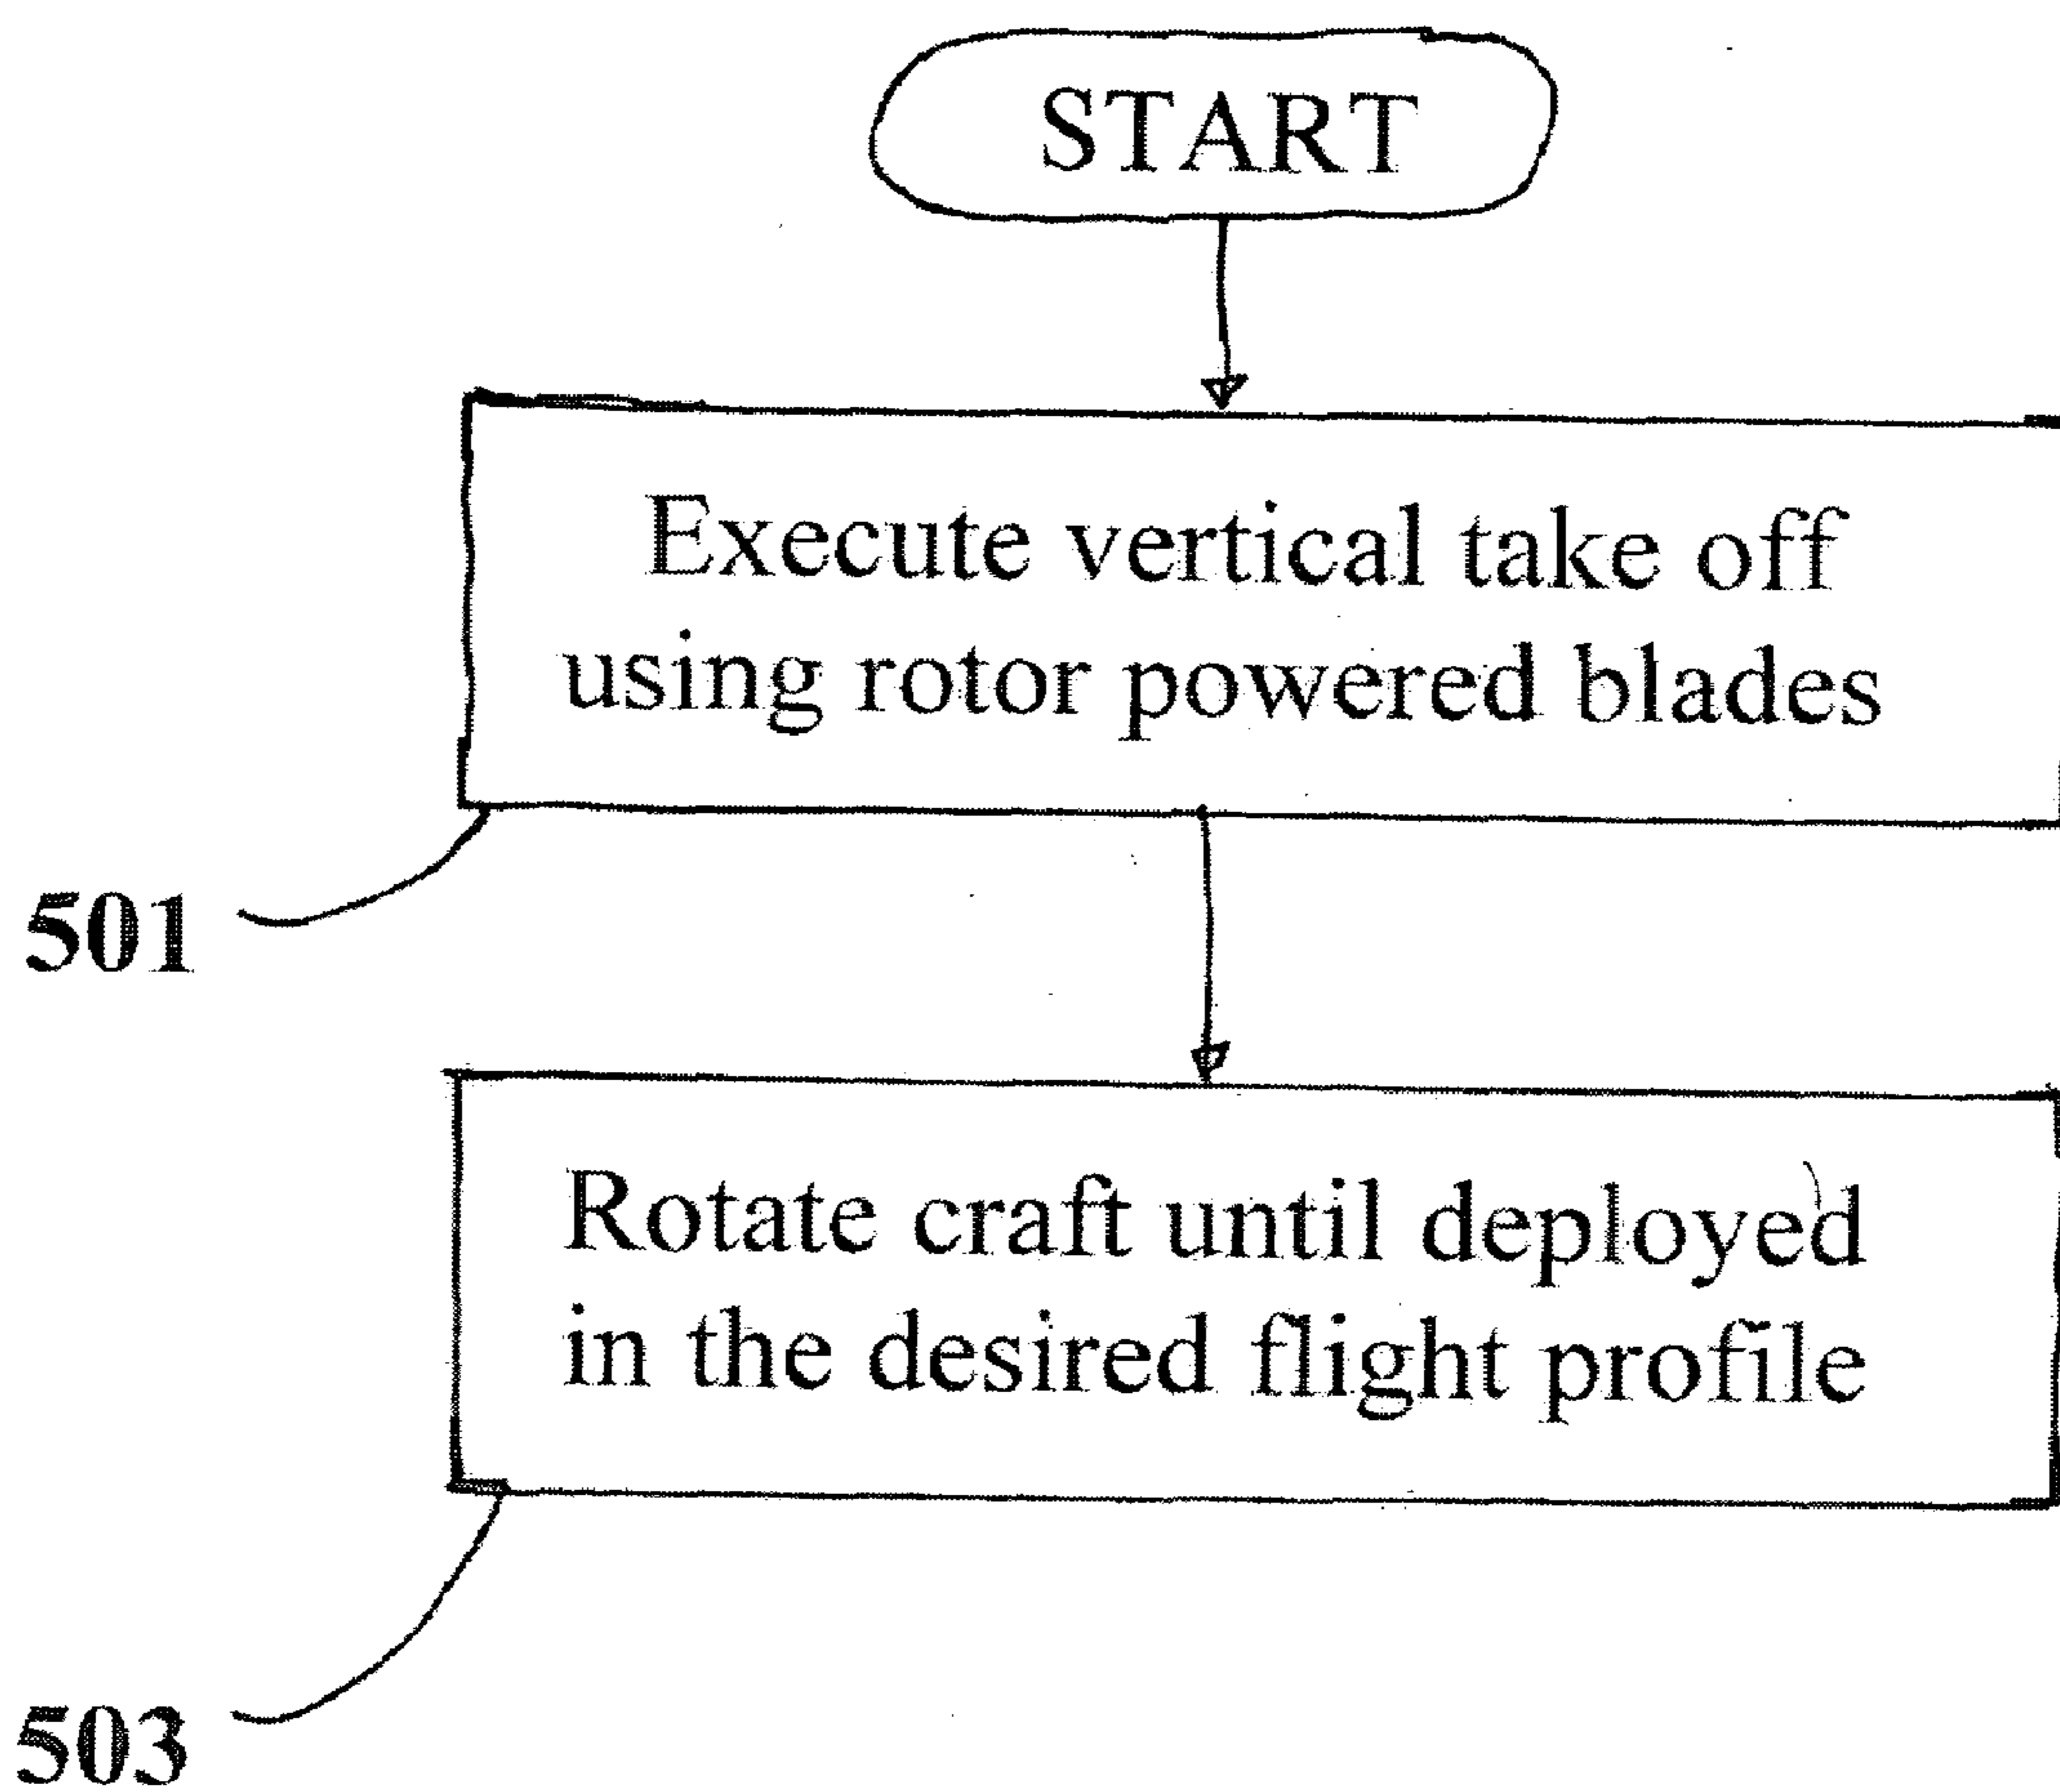 START
Execute vertical take off
using rotor powered blades
501
Rotate craft until deployed
in the desired flight profile
503